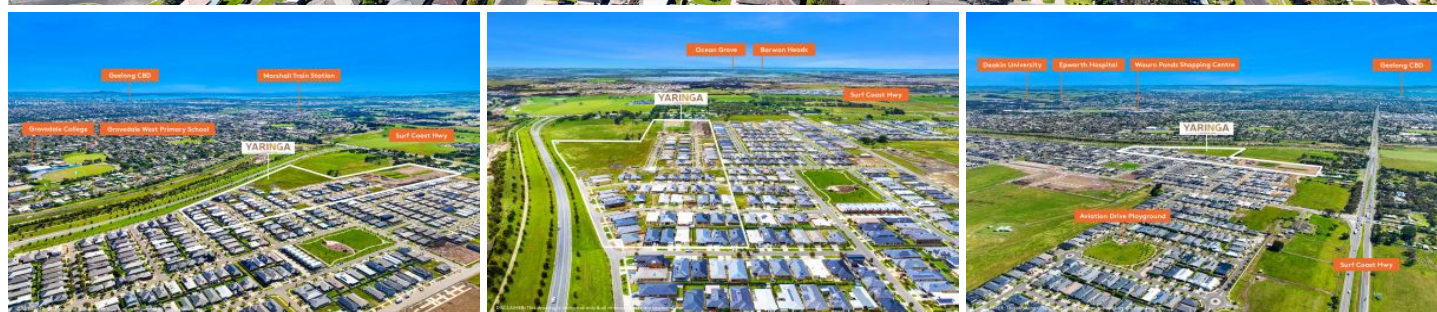 Geelong CBD
Marshall Train Station
Grovedale College
Grovedale West Primary School
Surf Coast Hwy
YARINGA
Ocean Grove
Barwon Heads
YARINGA
Surf Coast Hwy
Deakin University
Epworth Hospital
Waurn Ponds Shopping Centre
Geelong CBD
YARINGA
Aviation Drive Playground
Surf Coast Hwy